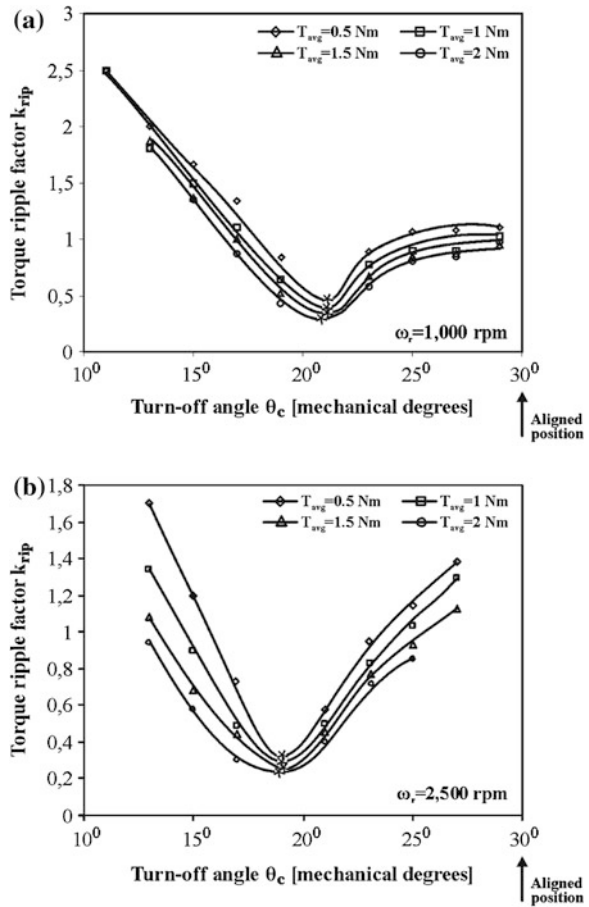 (a)
T_avg=0.5 Nm T_avg=1 Nm
T_avg=1.5 Nm T_avg=2 Nm
Torque ripple factor k_rip
3
2,5
2
1,5
1
0,5
0
ω_r=1,000 rpm
10⁰ 15⁰ 20⁰ 25⁰ 30⁰
Turn-off angle θ_c [mechanical degrees]
Aligned
position
(b)
T_avg=0.5 Nm T_avg=1 Nm
T_avg=1.5 Nm T_avg=2 Nm
Torque ripple factor k_rip
1,8
1,6
1,4
1,2
1
0,8
0,6
0,4
0,2
0
ω_r=2,500 rpm
10⁰ 15⁰ 20⁰ 25⁰ 30⁰
Turn-off angle θ_c [mechanical degrees]
Aligned
position